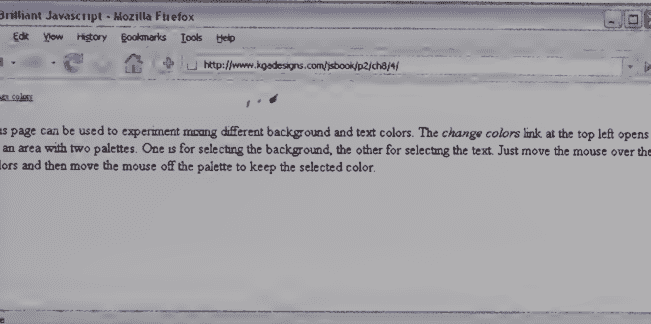 Brilliant Javascript - Mozilla Firefox
Edit View History Bookmarks Tools Help
http://www.kgadesigns.com/jsbook/p2/ch8/4/
colors
is page can be used to experiment mixing different background and text colors. The change colors link at the top left opens
an area with two palettes. One is for selecting the background, the other for selecting the text. Just move the mouse over the
lors and then move the mouse off the palette to keep the selected color.